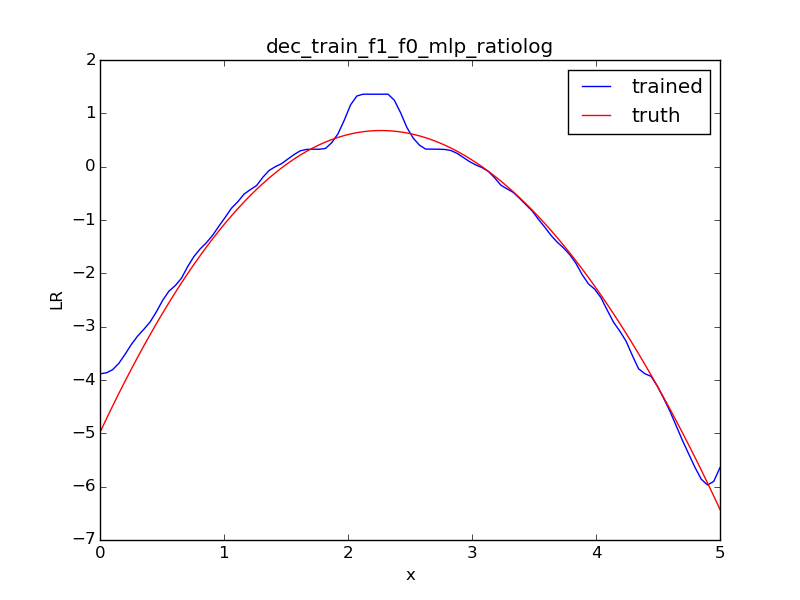 dec_train_f1_f0_mlp_ratiolog
trained
truth
2
1
0
−1
−2
−3
−4
−5
−6
−7
LR
0 1 2 3 4 5
x